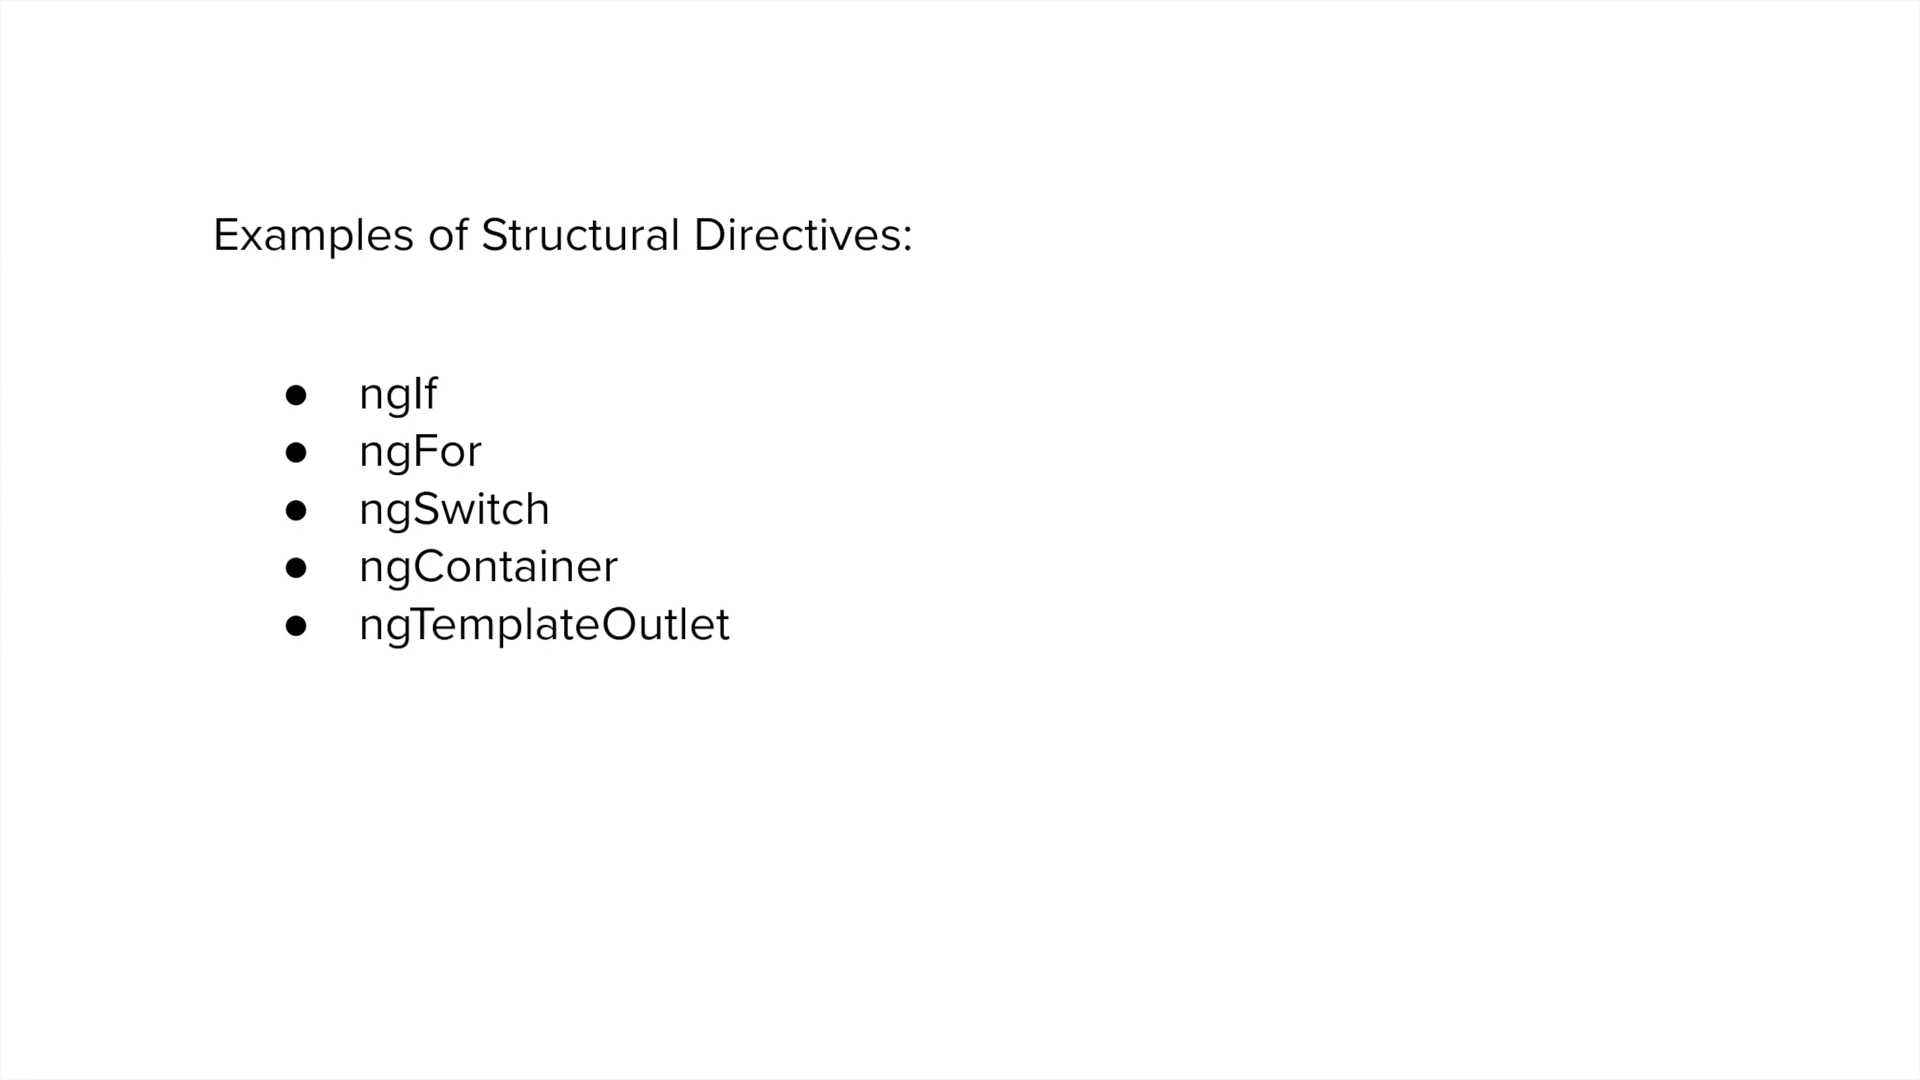 Examples of Structural Directives:
● ngIf
● ngFor
● ngSwitch
● ngContainer
● ngTemplateOutlet